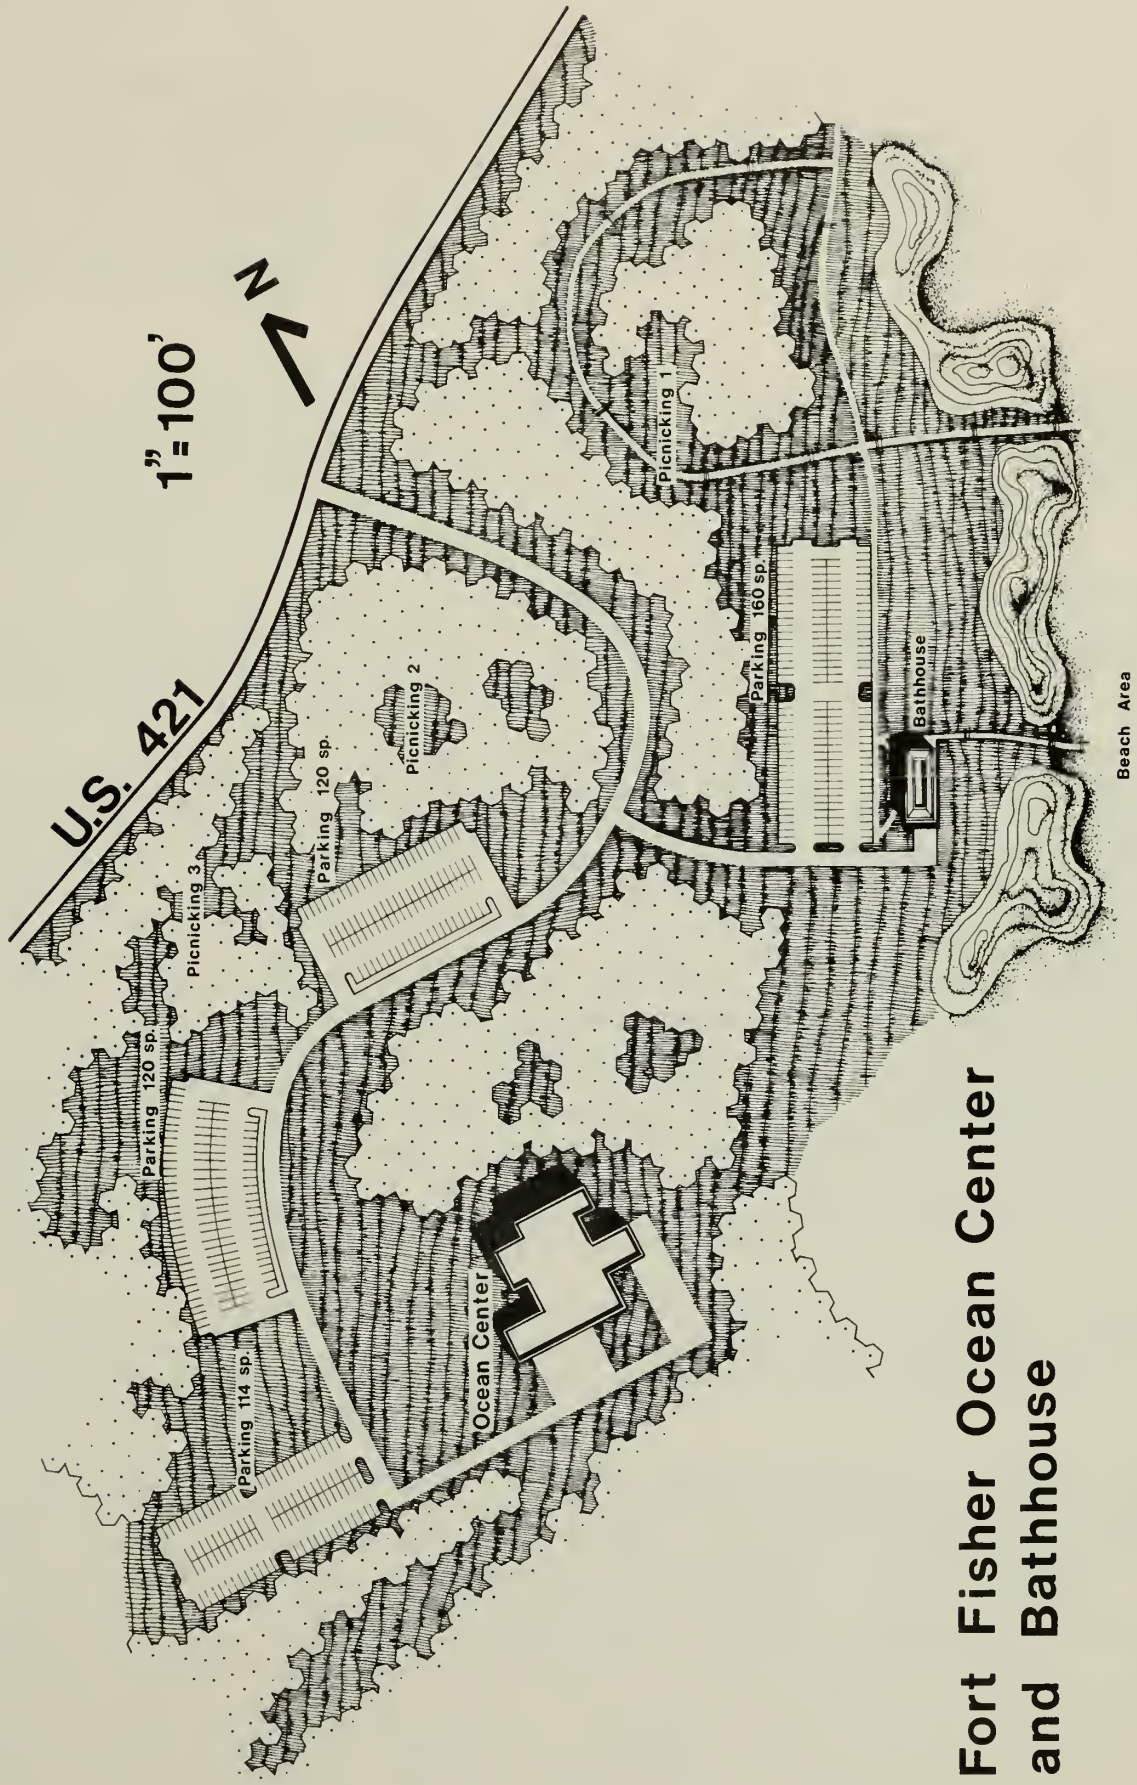 Fort Fisher Ocean Center
and Bathhouse
U.S. 421
1"=100'
N
Parking 114 sp.
Parking 120 sp.
Picnicking 3
Parking 120 sp.
Picnicking 2
Ocean Center
Picnicking 1
Parking 160 sp.
Bathhouse
Beach Area